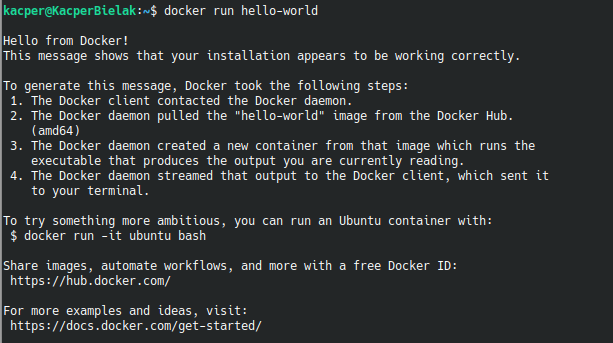 kacper@KacperBielak:~$ docker run hello-world
Hello from Docker!
This message shows that your installation appears to be working correctly.
To generate this message, Docker took the following steps:
1. The Docker client contacted the Docker daemon.
2. The Docker daemon pulled the "hello-world" image from the Docker Hub.
(amd64)
3. The Docker daemon created a new container from that image which runs the
executable that produces the output you are currently reading.
4. The Docker daemon streamed that output to the Docker client, which sent it
to your terminal.
To try something more ambitious, you can run an Ubuntu container with:
$ docker run -it ubuntu bash
Share images, automate workflows, and more with a free Docker ID:
https://hub.docker.com/
For more examples and ideas, visit:
https://docs.docker.com/get-started/